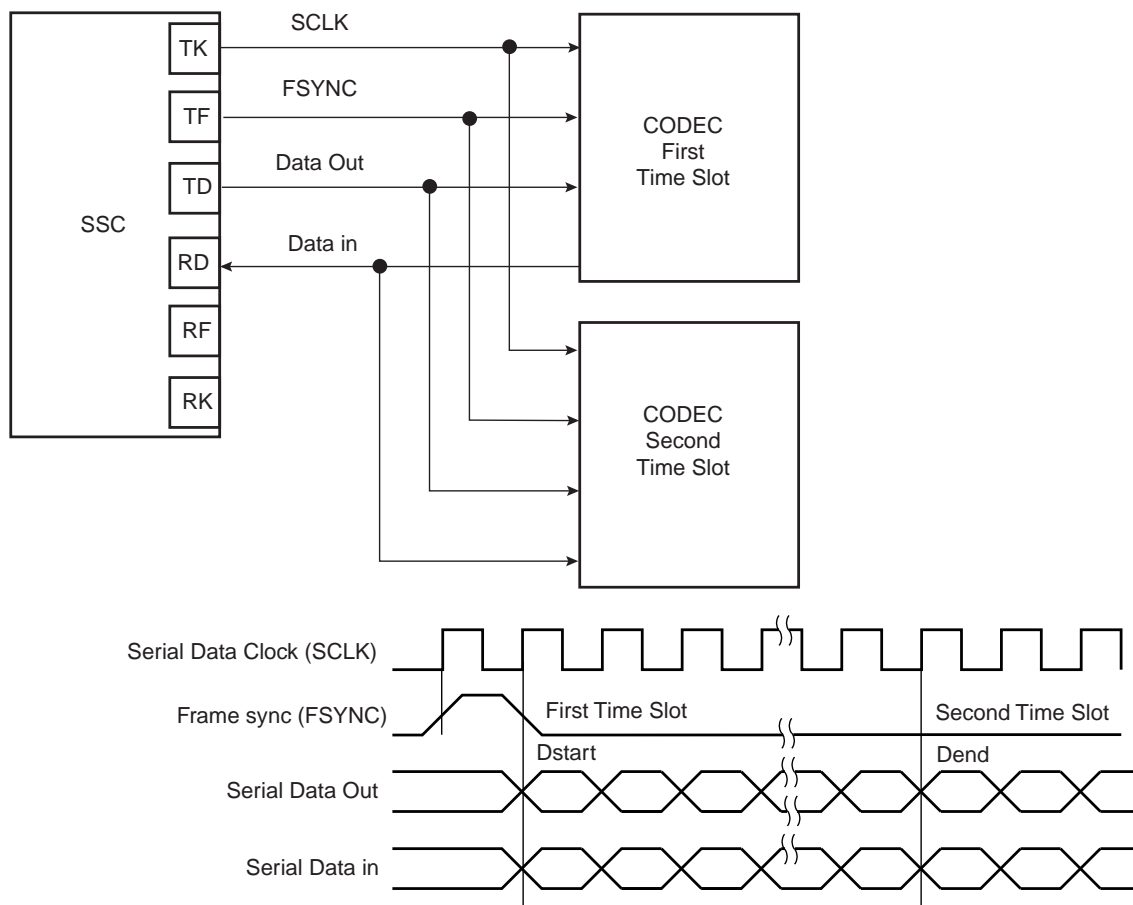 SSC
TK
TF
TD
RD
RF
RK
SCLK
FSYNC
Data Out
Data in
CODEC
First
Time Slot
CODEC
Second
Time Slot
Serial Data Clock (SCLK)
Frame sync (FSYNC)
First Time Slot
Second Time Slot
Dstart
Dend
Serial Data Out
Serial Data in